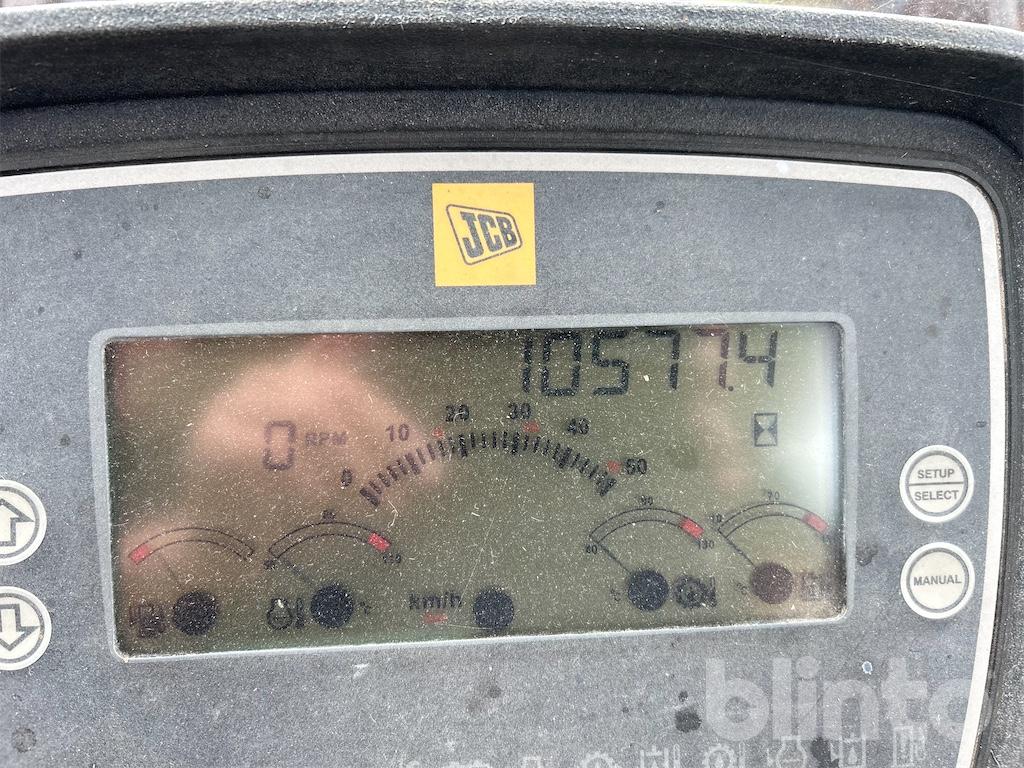 JCB
10577.4
0 RPM
0 10 20 30 40 50
SETUP
SELECT
MANUAL
km/h
°C
°C
°C
blinto